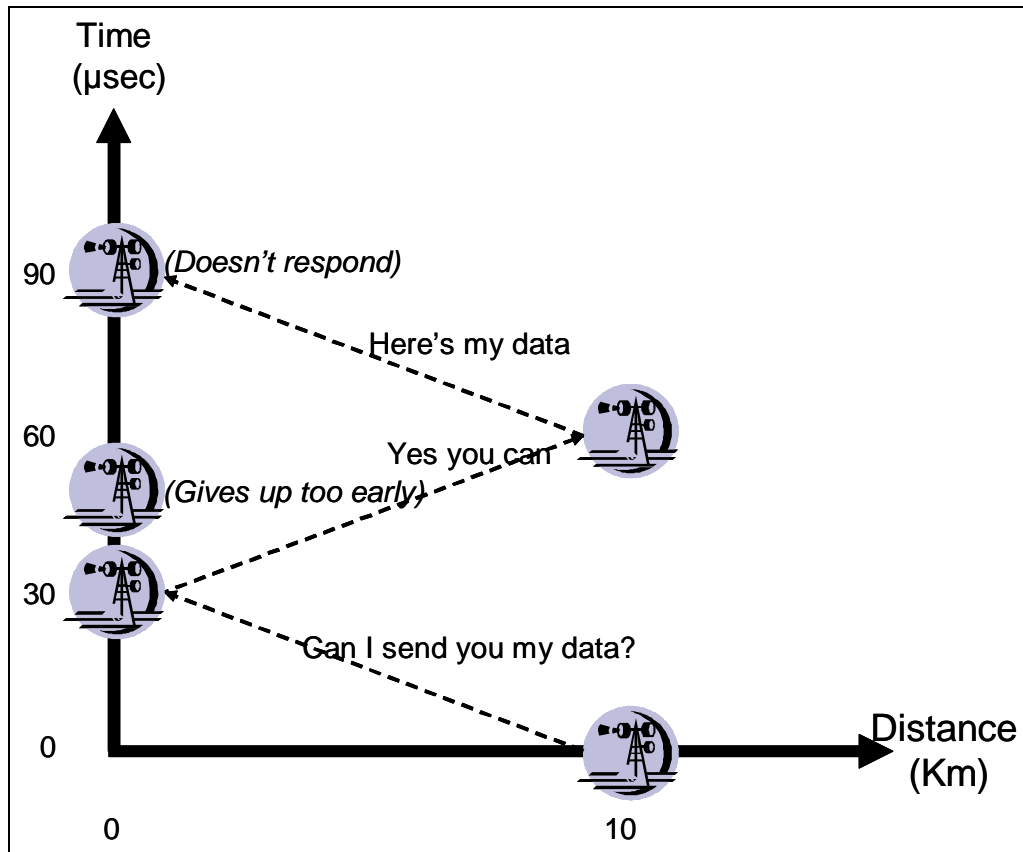 Time
(µsec)
90
(Doesn't respond)
Here's my data
60
Yes you can
(Gives up too early)
30
Can I send you my data?
0
Distance
(Km)
0
10